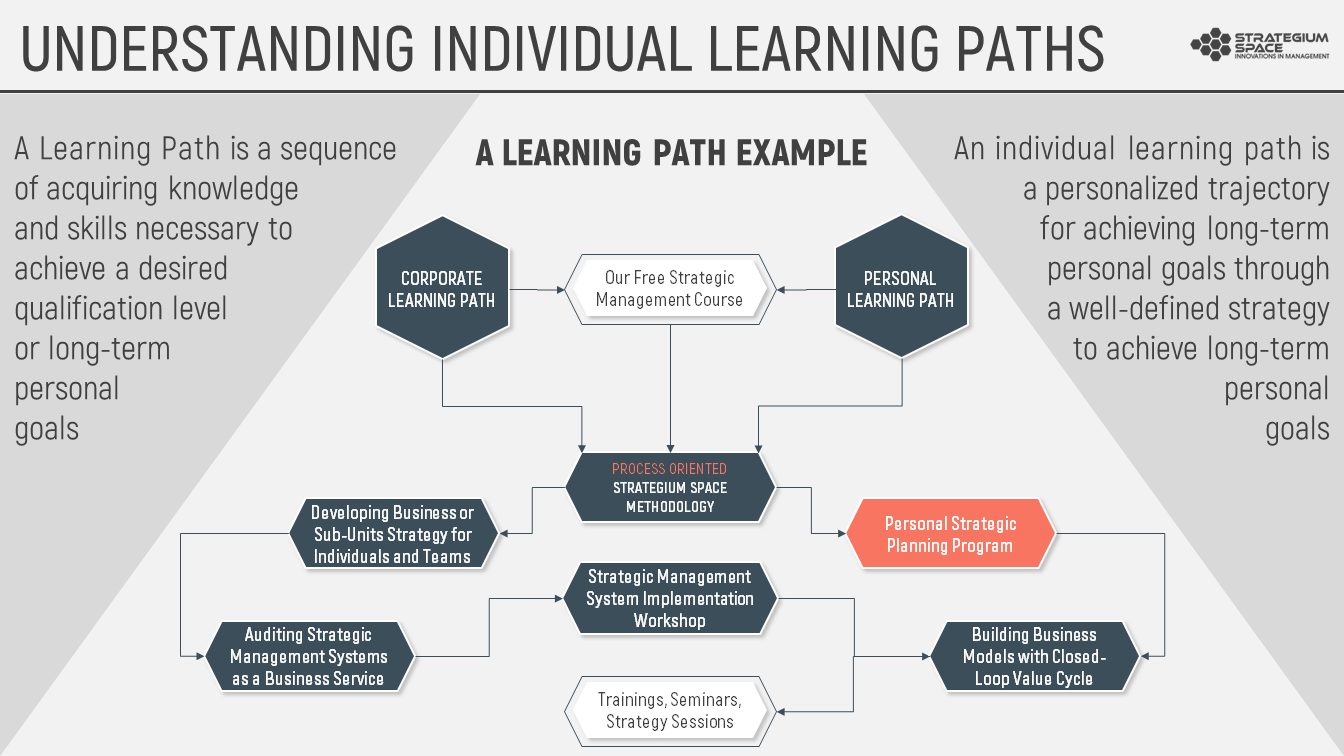 UNDERSTANDING INDIVIDUAL LEARNING PATHS
STRATEGIUM
SPACE
INNOVATIONS IN MANAGEMENT
A Learning Path is a sequence
of acquiring knowledge
and skills necessary to
achieve a desired
qualification level
or long-term
personal
goals
A LEARNING PATH EXAMPLE
An individual learning path is
a personalized trajectory
for achieving long-term
personal goals through
a well-defined strategy
to achieve long-term
personal
goals
CORPORATE
LEARNING PATH
Our Free Strategic
Management Course
PERSONAL
LEARNING PATH
PROCESS ORIENTED
STRATEGIUM SPACE
METHODOLOGY
Developing Business or
Sub-Units Strategy for
Individuals and Teams
Personal Strategic
Planning Program
Strategic Management
System Implementation
Workshop
Auditing Strategic
Management Systems
as a Business Service
Building Business
Models with Closed-
Loop Value Cycle
Trainings, Seminars,
Strategy Sessions